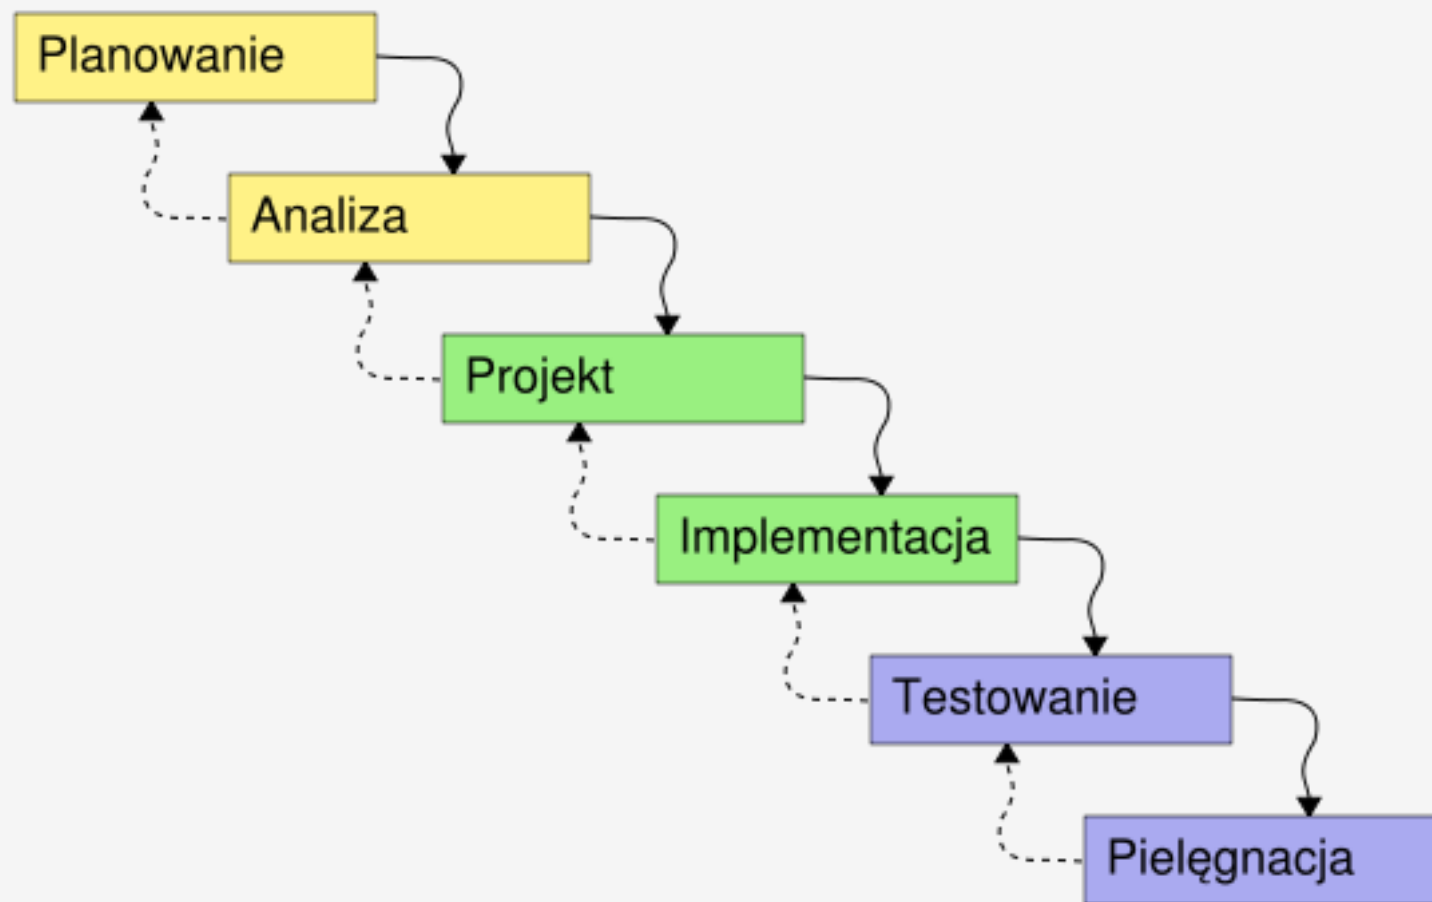 Planowanie
Analiza
Projekt
Implementacja
Testowanie
Pielęgnacja